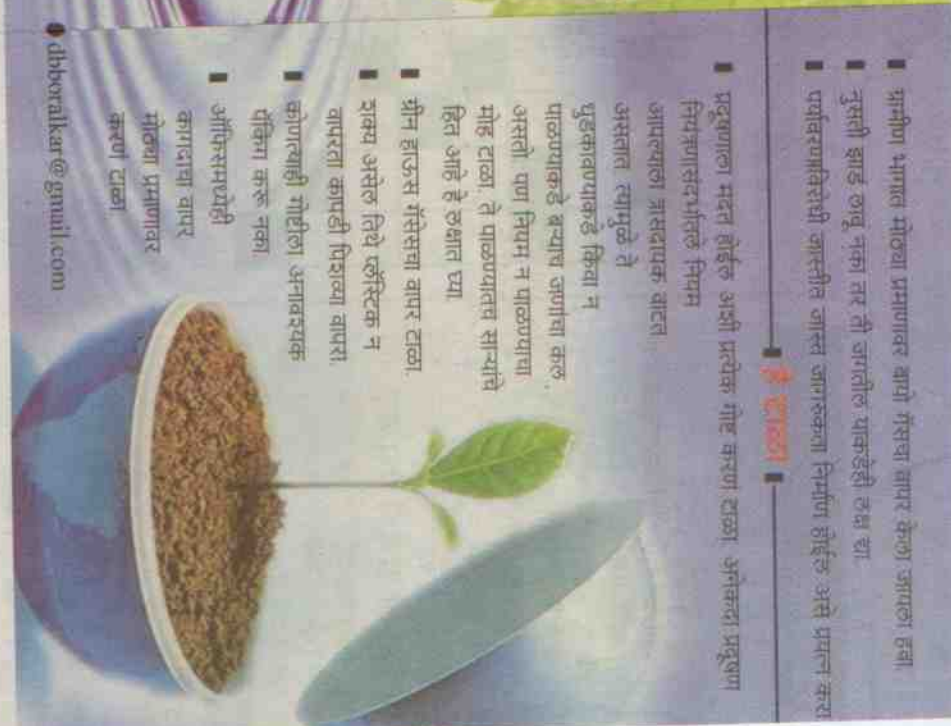 ग्रामीण भागात मोठ्या प्रमाणावर बायो गॅसचा वापर केला जायला हवा.
नुसती झाडं लावू नका तर ती जगतील याकडेही लक्ष द्या.
पर्यावरणाविरोधी जास्तीत जास्त जागरूकता निर्माण होईल असे प्रयत्न करा
हे टाळा
प्रदूषणाला मदत होईल अशी प्रत्येक गोष्ट करणं टाळा. अनेकदा प्रदूषण
नियंत्रणासंदर्भातले नियम
आपल्याला त्रासदायक वाटत
असतात त्यामुळे ते
धुडकावण्याकडे किंवा न
पाळण्याकडे बऱ्याच जणांचा कल
असतो पण नियम न पाळण्याचा
मोह टाळा. ते पाळण्यातच साऱ्यांचे
हित आहे हे लक्षात घ्या.
ग्रीन हाऊस गॅसेसचा वापर टाळा.
शक्य असेल तिथे प्लॅस्टिक न
वापरता कापडी पिशव्या वापरा.
कोणत्याही गोष्टीला अनावश्यक
पॅकिंग करू नका.
ऑफिसमध्येही
कागदाचा वापर
मोठ्या प्रमाणावर
करणं टाळा.
dbboralkar@gmail.com